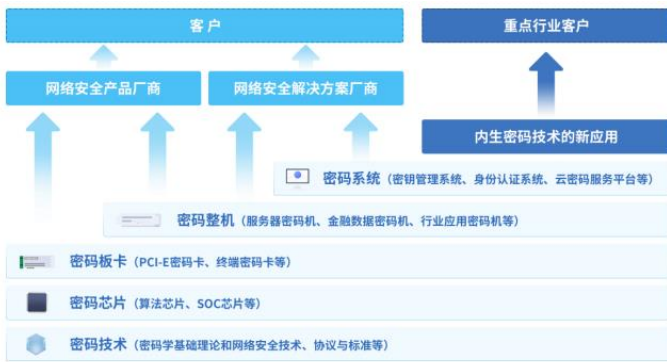 客户
重点行业客户
网络安全产品厂商
网络安全解决方案厂商
内生密码技术的新应用
密码系统（密钥管理系统、身份认证系统、云密码服务平台等）
密码整机（服务器密码机、金融数据密码机、行业应用密码机等）
密码板卡（PCI-E密码卡、终端密码卡等）
密码芯片（算法芯片、SOC芯片等）
密码技术（密码学基础理论和网络安全技术、协议与标准等）